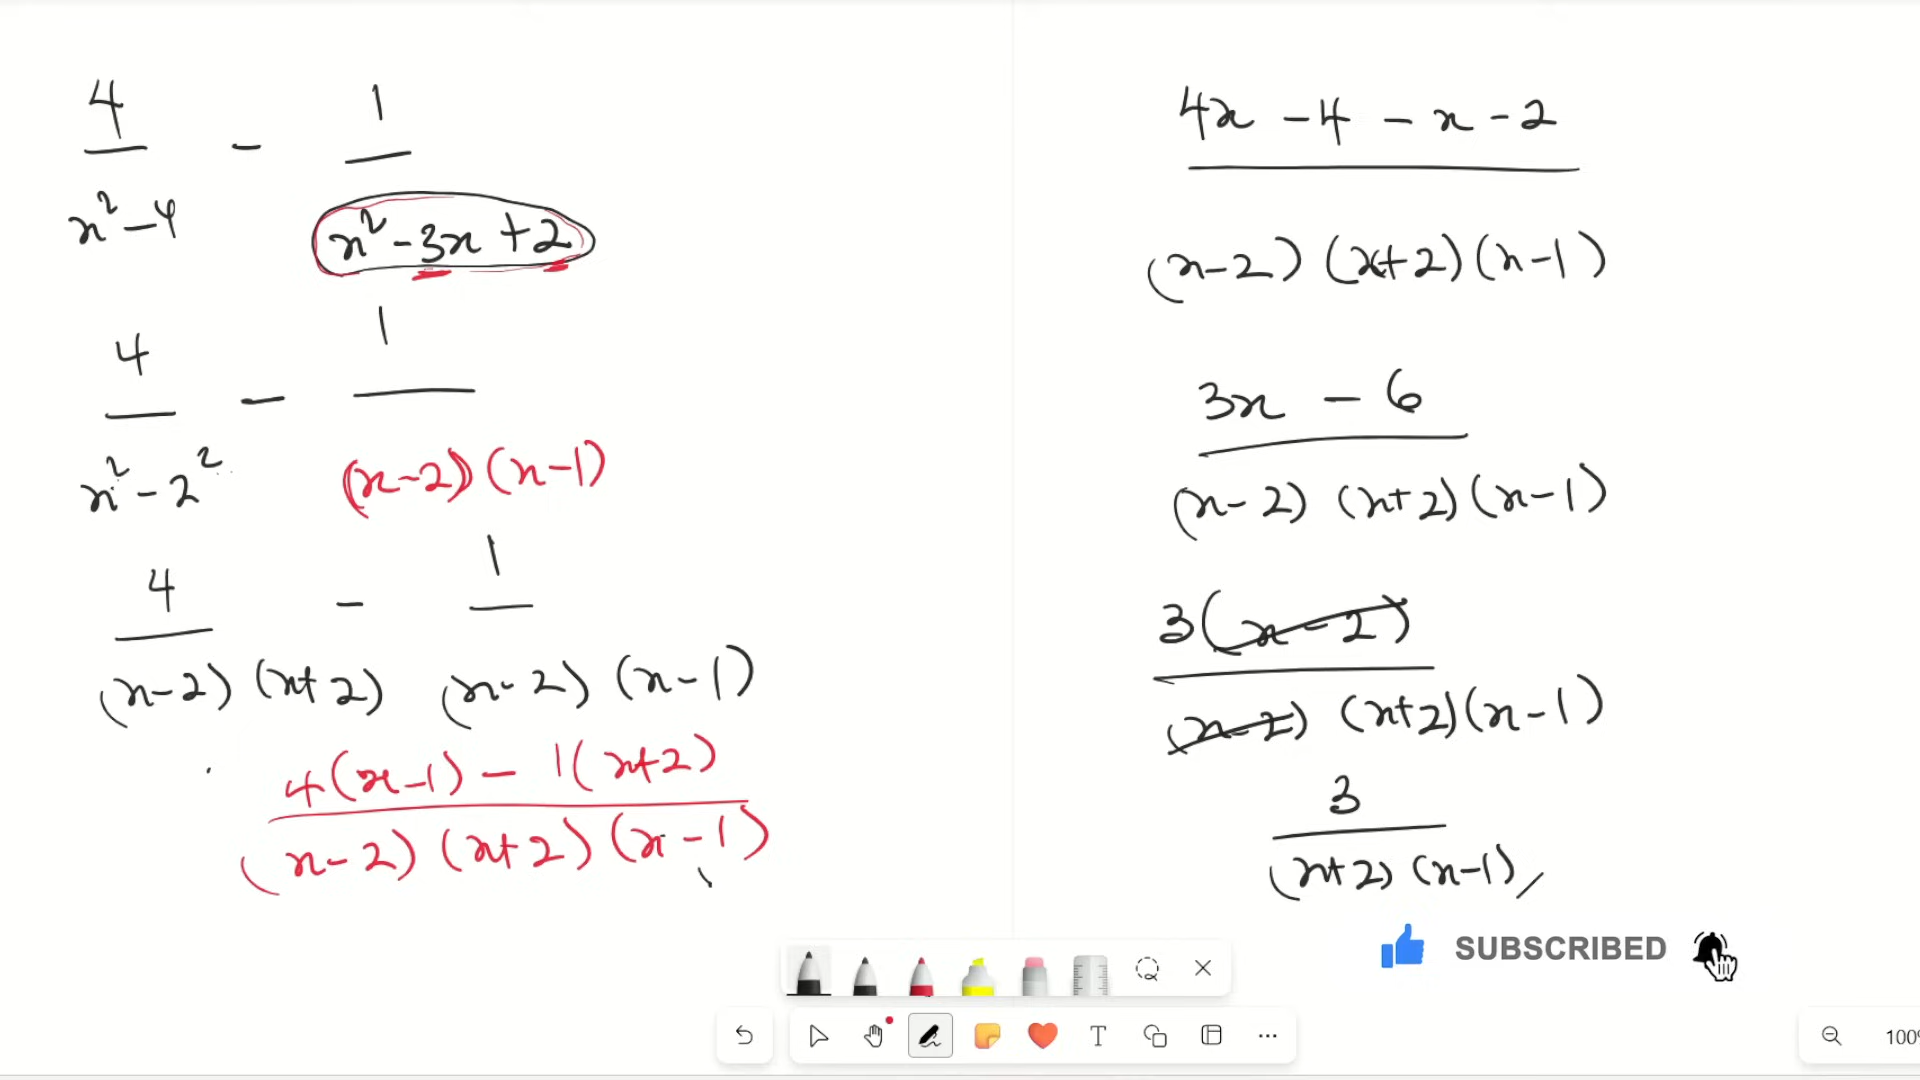 4/(x² - 4) - 1/(x² - 3x + 2)
4/(x² - 2²) - 1/((x-2)(x-1))
4/((x-2)(x+2)) - 1/((x-2)(x-1))
(4(x-1) - 1(x+2))/((x-2)(x+2)(x-1))
(4x - 4 - x - 2)/((x-2)(x+2)(x-1))
(3x - 6)/((x-2)(x+2)(x-1))
3(x-2)/((x-2)(x+2)(x-1))
3/((x+2)(x-1))
SUBSCRIBED
T
100%